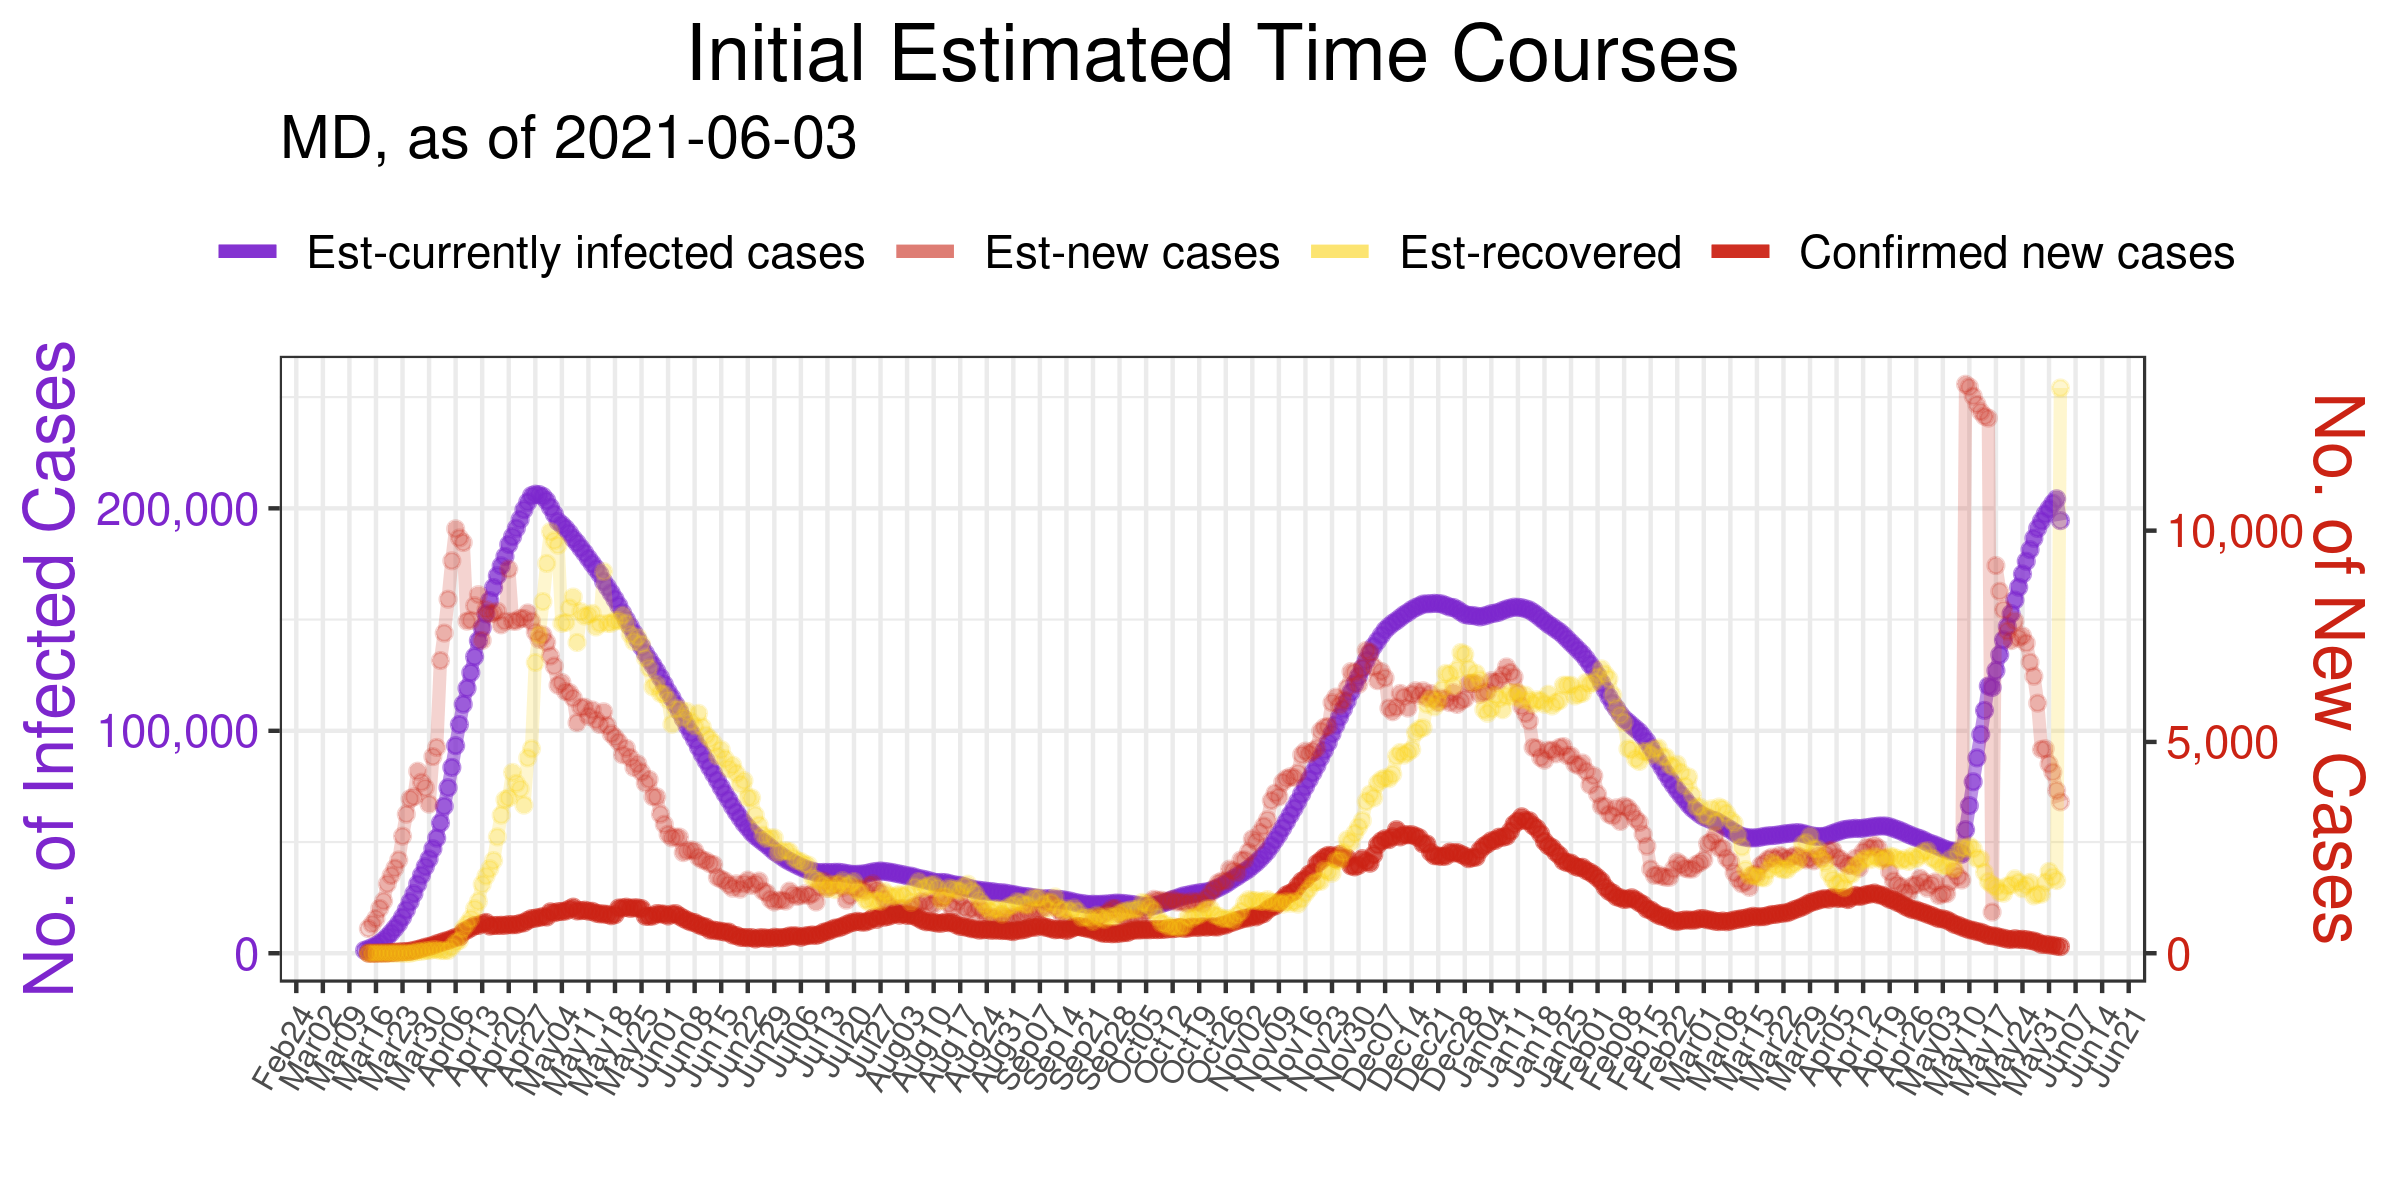 Initial Estimated Time Courses
MD, as of 2021-06-03
Est-currently infected cases Est-new cases Est-recovered Confirmed new cases
No. of Infected Cases
200,000
100,000
0
10,000
5,000
0
No. of New Cases
Feb24 Mar02 Mar09 Mar16 Mar23 Mar30 Apr06 Apr13 Apr20 Apr27 May04 May11 May18 May25 Jun01 Jun08 Jun15 Jun22 Jun29 Jul06 Jul13 Jul20 Jul27 Aug03 Aug10 Aug17 Aug24 Aug31 Sep07 Sep14 Sep21 Sep28 Oct05 Oct12 Oct19 Oct26 Nov02 Nov09 Nov16 Nov23 Nov30 Dec07 Dec14 Dec21 Dec28 Jan04 Jan11 Jan18 Jan25 Feb01 Feb08 Feb15 Feb22 Mar01 Mar08 Mar15 Mar22 Mar29 Apr05 Apr12 Apr19 Apr26 May03 May10 May17 May24 May31 Jun07 Jun14 Jun21